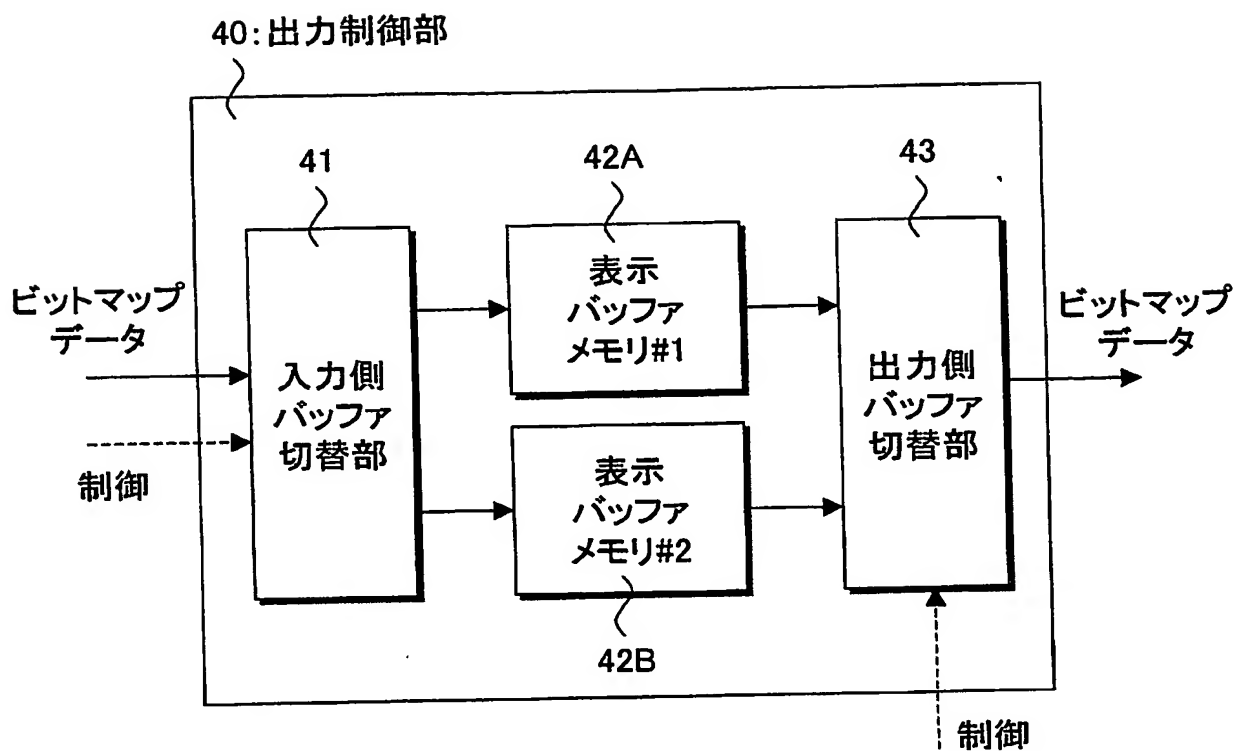 40:出力制御部
41
42A
43
ビットマップ
データ
制御
入力側
バッファ
切替部
表示
バッファ
メモリ#1
表示
バッファ
メモリ#2
42B
出力側
バッファ
切替部
ビットマップ
データ
制御